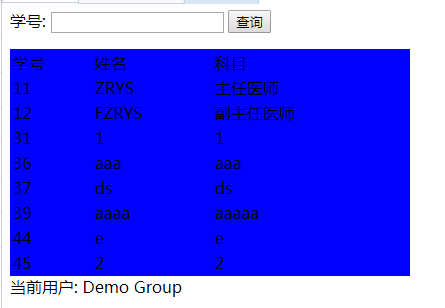 学号: 查询
学号 姓名 科目
11 ZRYS 主任医师
12 FZRYS 副主任医师
31 1 1
36 aaa aaa
37 ds ds
39 aaaa aaaaa
44 e e
45 2 2
当前用户: Demo Group